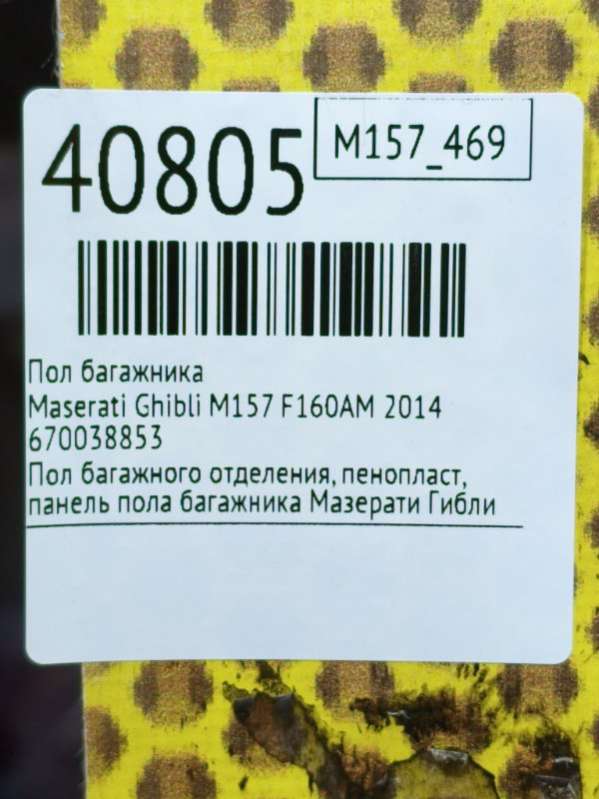 40805
M157_469
Пол багажника
Maserati Ghibli M157 F160AM 2014
670038853
Пол багажного отделения, пенопласт,
панель пола багажника Мазерати Гибли